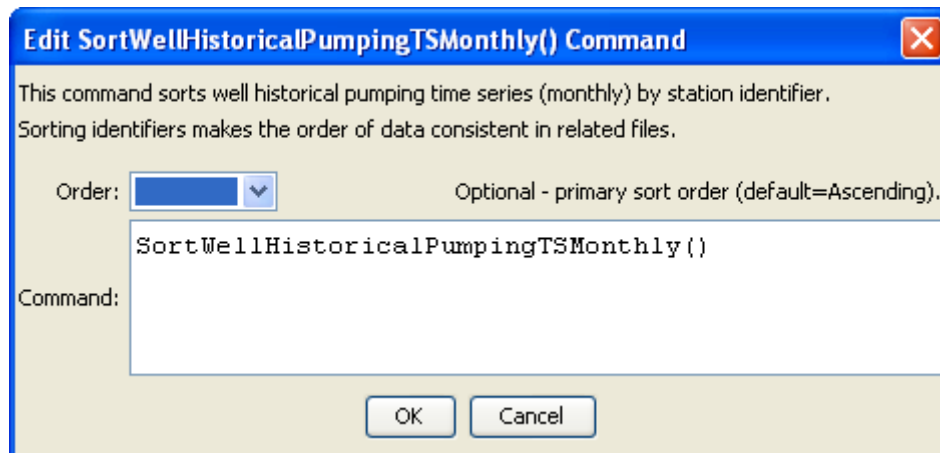 Edit SortWellHistoricalPumpingTSMonthly() Command
This command sorts well historical pumping time series (monthly) by station identifier.
Sorting identifiers makes the order of data consistent in related files.
Order: Optional - primary sort order (default=Ascending).
SortWellHistoricalPumpingTSMonthly()
Command:
OK Cancel